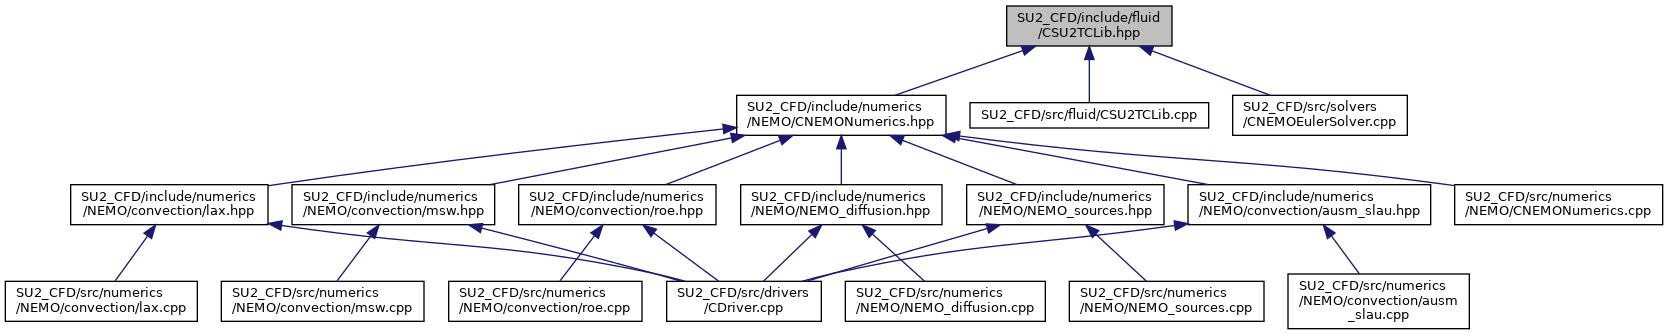 SU2_CFD/include/fluid
/CSU2TCLib.hpp
SU2_CFD/include/numerics
/NEMO/CNEMONumerics.hpp
SU2_CFD/src/fluid/CSU2TCLib.cpp
SU2_CFD/src/solvers
/CNEMOEulerSolver.cpp
SU2_CFD/include/numerics
/NEMO/convection/lax.hpp
SU2_CFD/include/numerics
/NEMO/convection/msw.hpp
SU2_CFD/include/numerics
/NEMO/convection/roe.hpp
SU2_CFD/include/numerics
/NEMO/NEMO_diffusion.hpp
SU2_CFD/include/numerics
/NEMO/NEMO_sources.hpp
SU2_CFD/include/numerics
/NEMO/convection/ausm_slau.hpp
SU2_CFD/src/numerics
/NEMO/CNEMONumerics.cpp
SU2_CFD/src/numerics
/NEMO/convection/lax.cpp
SU2_CFD/src/numerics
/NEMO/convection/msw.cpp
SU2_CFD/src/numerics
/NEMO/convection/roe.cpp
SU2_CFD/src/drivers
/CDriver.cpp
SU2_CFD/src/numerics
/NEMO/NEMO_diffusion.cpp
SU2_CFD/src/numerics
/NEMO/NEMO_sources.cpp
SU2_CFD/src/numerics
/NEMO/convection/ausm
_slau.cpp